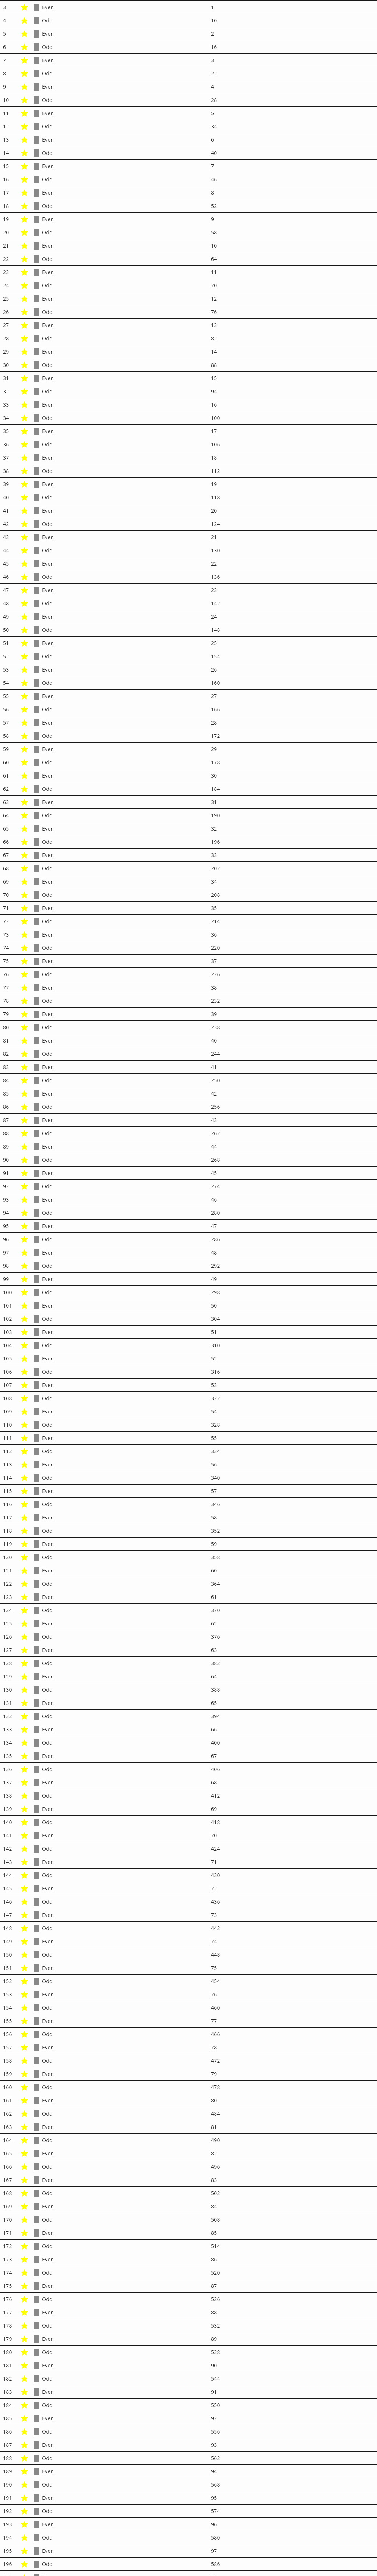 3 Even 1
4 Odd 10
5 Even 2
6 Odd 16
7 Even 3
8 Odd 22
9 Even 4
10 Odd 28
11 Even 5
12 Odd 34
13 Even 6
14 Odd 40
15 Even 7
16 Odd 46
17 Even 8
18 Odd 52
19 Even 9
20 Odd 58
21 Even 10
22 Odd 64
23 Even 11
24 Odd 70
25 Even 12
26 Odd 76
27 Even 13
28 Odd 82
29 Even 14
30 Odd 88
31 Even 15
32 Odd 94
33 Even 16
34 Odd 100
35 Even 17
36 Odd 106
37 Even 18
38 Odd 112
39 Even 19
40 Odd 118
41 Even 20
42 Odd 124
43 Even 21
44 Odd 130
45 Even 22
46 Odd 136
47 Even 23
48 Odd 142
49 Even 24
50 Odd 148
51 Even 25
52 Odd 154
53 Even 26
54 Odd 160
55 Even 27
56 Odd 166
57 Even 28
58 Odd 172
59 Even 29
60 Odd 178
61 Even 30
62 Odd 184
63 Even 31
64 Odd 190
65 Even 32
66 Odd 196
67 Even 33
68 Odd 202
69 Even 34
70 Odd 208
71 Even 35
72 Odd 214
73 Even 36
74 Odd 220
75 Even 37
76 Odd 226
77 Even 38
78 Odd 232
79 Even 39
80 Odd 238
81 Even 40
82 Odd 244
83 Even 41
84 Odd 250
85 Even 42
86 Odd 256
87 Even 43
88 Odd 262
89 Even 44
90 Odd 268
91 Even 45
92 Odd 274
93 Even 46
94 Odd 280
95 Even 47
96 Odd 286
97 Even 48
98 Odd 292
99 Even 49
100 Odd 298
101 Even 50
102 Odd 304
103 Even 51
104 Odd 310
105 Even 52
106 Odd 316
107 Even 53
108 Odd 322
109 Even 54
110 Odd 328
111 Even 55
112 Odd 334
113 Even 56
114 Odd 340
115 Even 57
116 Odd 346
117 Even 58
118 Odd 352
119 Even 59
120 Odd 358
121 Even 60
122 Odd 364
123 Even 61
124 Odd 370
125 Even 62
126 Odd 376
127 Even 63
128 Odd 382
129 Even 64
130 Odd 388
131 Even 65
132 Odd 394
133 Even 66
134 Odd 400
135 Even 67
136 Odd 406
137 Even 68
138 Odd 412
139 Even 69
140 Odd 418
141 Even 70
142 Odd 424
143 Even 71
144 Odd 430
145 Even 72
146 Odd 436
147 Even 73
148 Odd 442
149 Even 74
150 Odd 448
151 Even 75
152 Odd 454
153 Even 76
154 Odd 460
155 Even 77
156 Odd 466
157 Even 78
158 Odd 472
159 Even 79
160 Odd 478
161 Even 80
162 Odd 484
163 Even 81
164 Odd 490
165 Even 82
166 Odd 496
167 Even 83
168 Odd 502
169 Even 84
170 Odd 508
171 Even 85
172 Odd 514
173 Even 86
174 Odd 520
175 Even 87
176 Odd 526
177 Even 88
178 Odd 532
179 Even 89
180 Odd 538
181 Even 90
182 Odd 544
183 Even 91
184 Odd 550
185 Even 92
186 Odd 556
187 Even 93
188 Odd 562
189 Even 94
190 Odd 568
191 Even 95
192 Odd 574
193 Even 96
194 Odd 580
195 Even 97
196 Odd 586